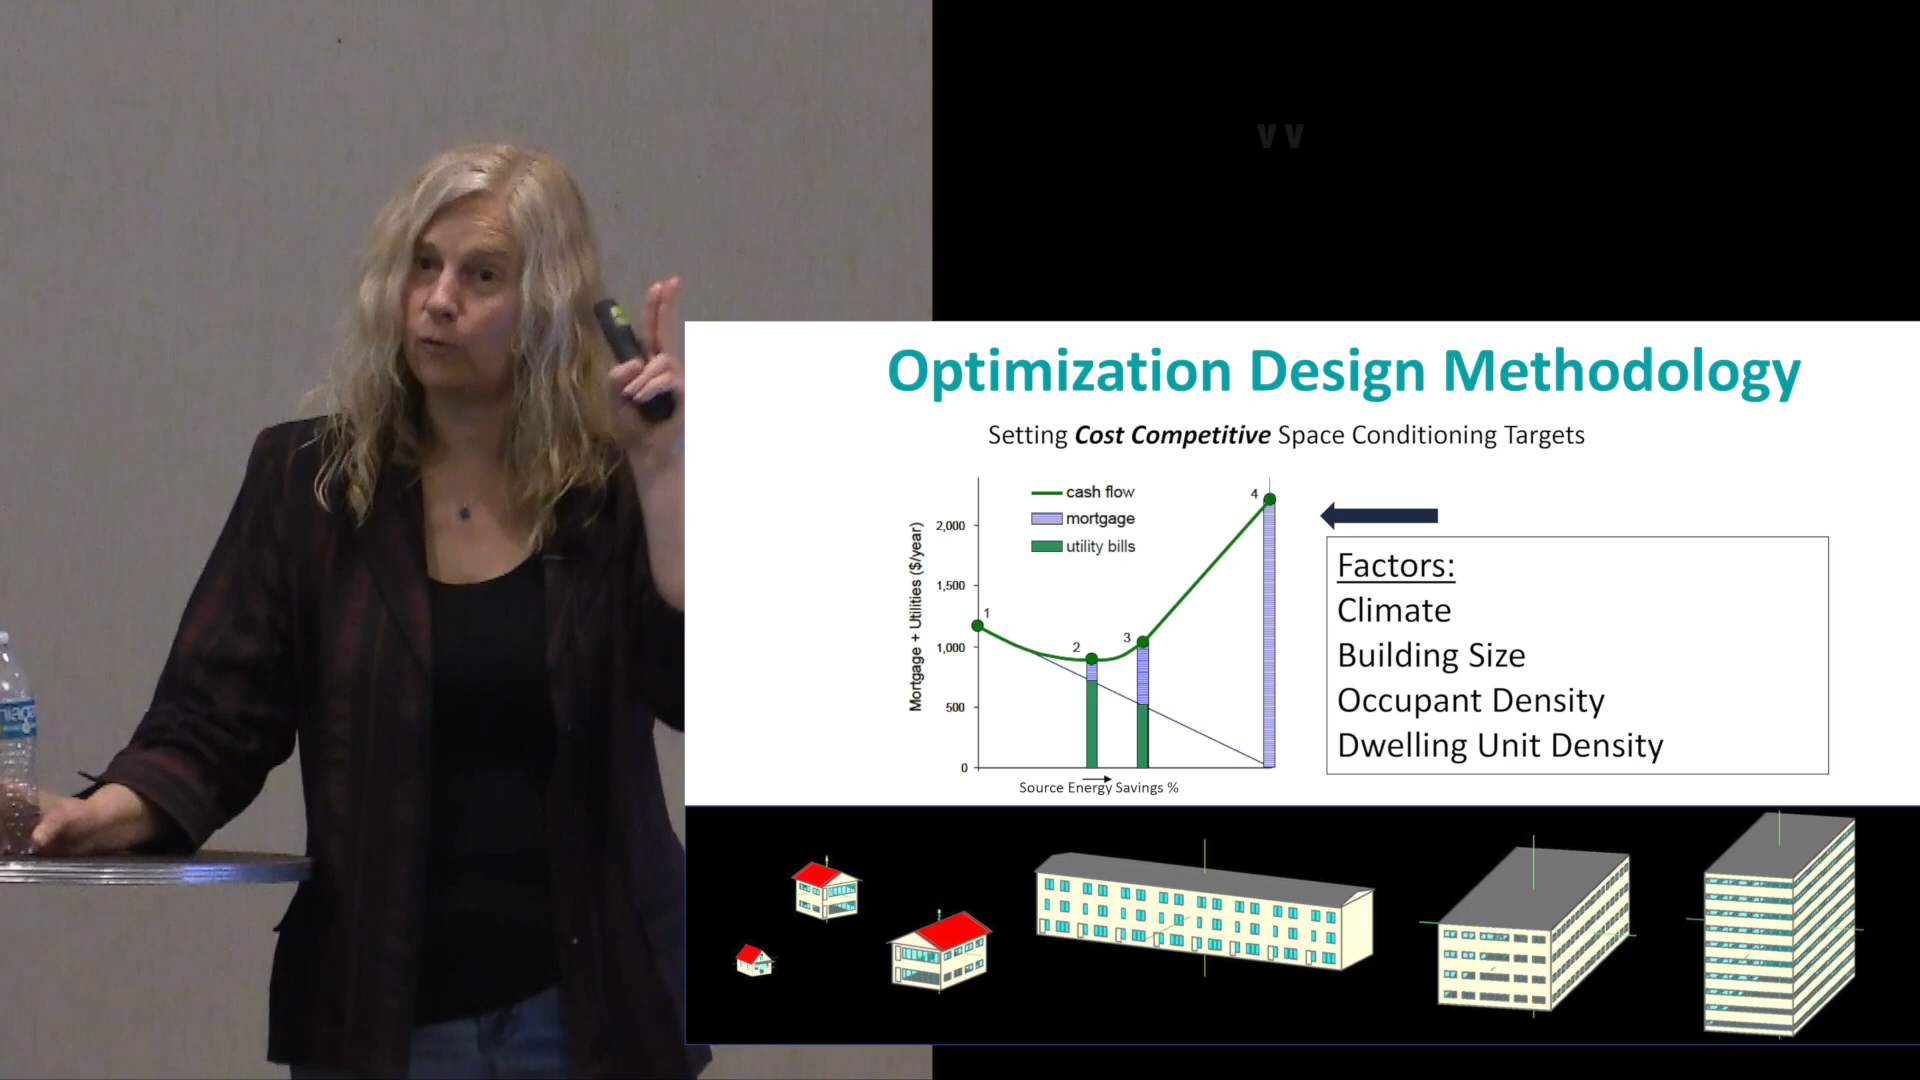 Optimization Design Methodology
Setting Cost Competitive Space Conditioning Targets
cash flow
mortgage
utility bills
Mortgage + Utilities ($/year)
2,000
1,500
1,000
500
0
1
2
3
4
Source Energy Savings %
Factors:
Climate
Building Size
Occupant Density
Dwelling Unit Density